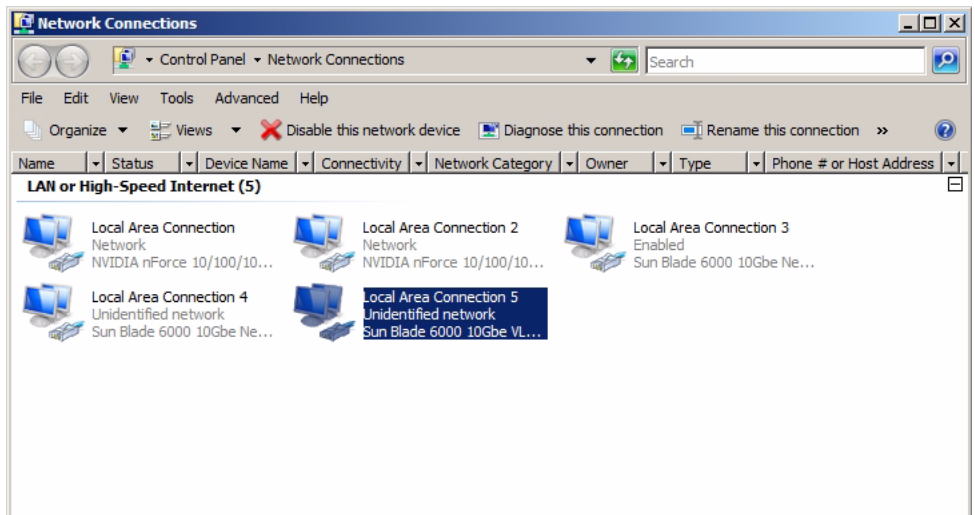 Network Connections
Control Panel Network Connections
Search
File Edit View Tools Advanced Help
Organize Views Disable this network device Diagnose this connection Rename this connection »
Name Status Device Name Connectivity Network Category Owner Type Phone # or Host Address
LAN or High-Speed Internet (5)
Local Area Connection
Network
NVIDIA nForce 10/100/10...
Local Area Connection 2
Network
NVIDIA nForce 10/100/10...
Local Area Connection 3
Enabled
Sun Blade 6000 10Gbe Ne...
Local Area Connection 4
Unidentified network
Sun Blade 6000 10Gbe Ne...
Local Area Connection 5
Unidentified network
Sun Blade 6000 10Gbe VL...